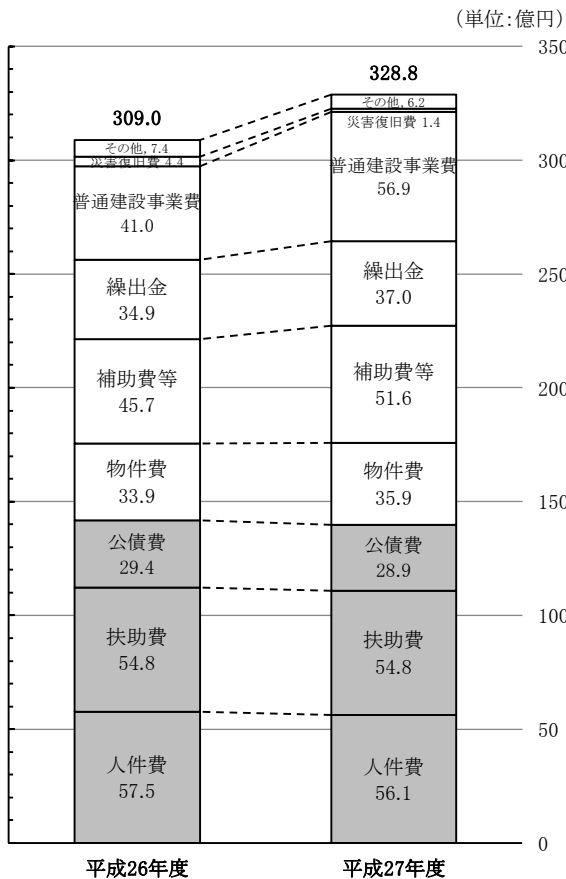 （単位:億円）
350
300
250
200
150
100
50
0
309.0
その他, 7.4
災害復旧費 4.4
普通建設事業費
41.0
繰出金
34.9
補助費等
45.7
物件費
33.9
公債費
29.4
扶助費
54.8
人件費
57.5
平成26年度
328.8
その他, 6.2
災害復旧費 1.4
普通建設事業費
56.9
繰出金
37.0
補助費等
51.6
物件費
35.9
公債費
28.9
扶助費
54.8
人件費
56.1
平成27年度